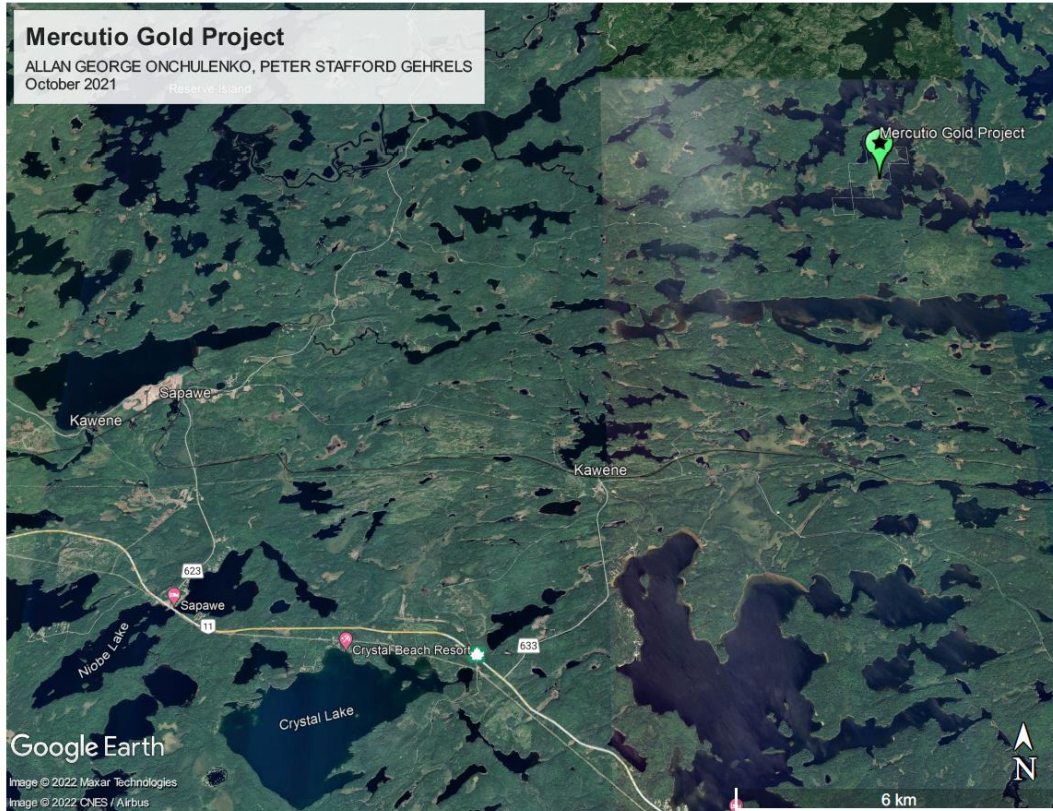 Mercutio Gold Project
ALLAN GEORGE ONCHULENKO, PETER STAFFORD GEHRELS
October 2021
Reserve Island
Mercutio Gold Project
Sapawe
Kawene
Kawene
623
Sapawe
11
Niobe Lake
Crystal Beach Resort
633
Crystal Lake
Google Earth
Image © 2022 Maxar Technologies
Image © 2022 CNES / Airbus
N
6 km